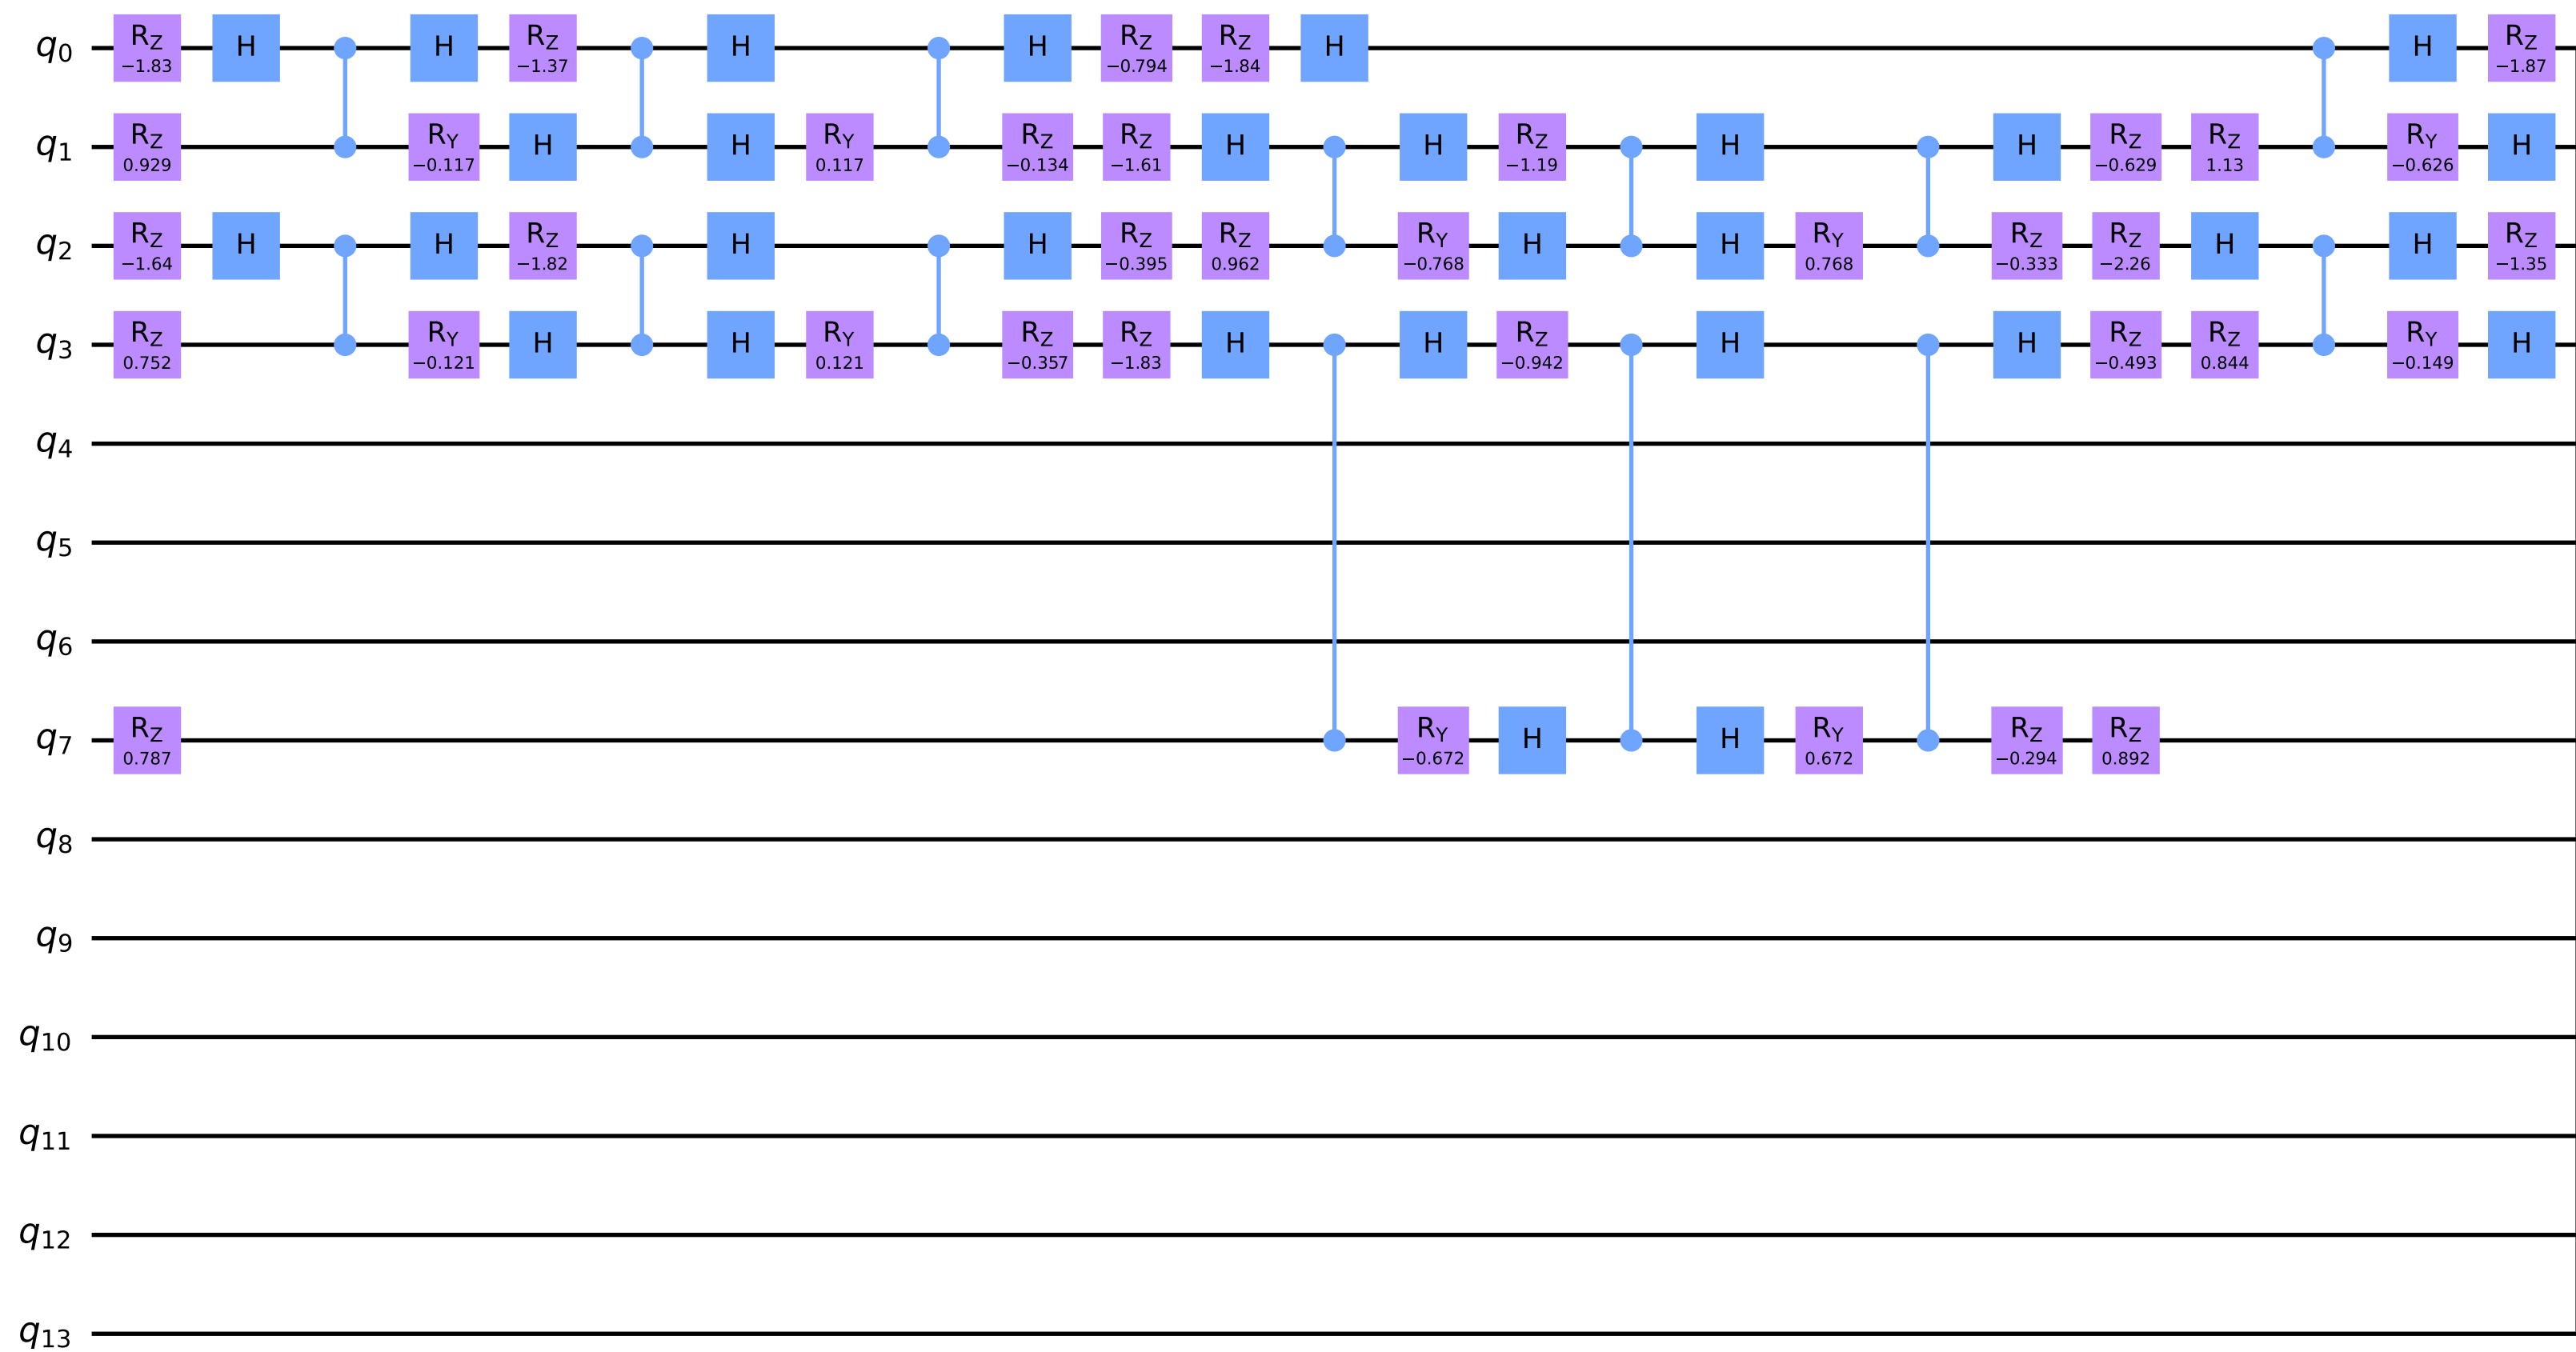 q0 RZ −1.83 H H RZ −1.37 H H RZ −0.794 RZ −1.84 H H RZ −1.87
q1 RZ 0.929 RY −0.117 H H RY 0.117 RZ −0.134 RZ −1.61 H H RZ −1.19 H H RZ −0.629 RZ 1.13 RY −0.626 H
q2 RZ −1.64 H H RZ −1.82 H H RZ −0.395 RZ 0.962 RY −0.768 H H RY 0.768 RZ −0.333 RZ −2.26 H H RZ −1.35
q3 RZ 0.752 RY −0.121 H H RY 0.121 RZ −0.357 RZ −1.83 H H RZ −0.942 H H RZ −0.493 RZ 0.844 RY −0.149 H
q4
q5
q6
q7 RZ 0.787 RY −0.672 H H RY 0.672 RZ −0.294 RZ 0.892
q8
q9
q10
q11
q12
q13